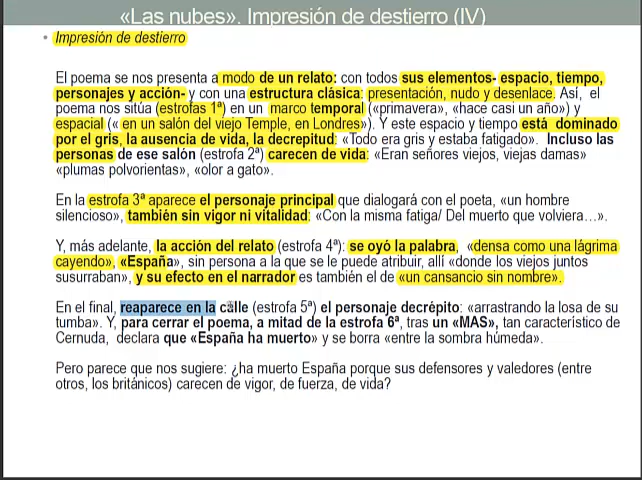 «Las nubes». Impresión de destierro (IV)
• Impresión de destierro
El poema se nos presenta a modo de un relato: con todos sus elementos- espacio, tiempo,
personajes y acción- y con una estructura clásica: presentación, nudo y desenlace. Así, el
poema nos sitúa (estrofas 1ª) en un marco temporal («primavera», «hace casi un año») y
espacial (« en un salón del viejo Temple, en Londres»). Y este espacio y tiempo está dominado
por el gris, la ausencia de vida, la decrepitud: «Todo era gris y estaba fatigado». Incluso las
personas de ese salón (estrofa 2ª) carecen de vida: «Eran señores viejos, viejas damas»
«plumas polvorientas», «olor a gato».
En la estrofa 3ª aparece el personaje principal que dialogará con el poeta, «un hombre
silencioso», también sin vigor ni vitalidad: «Con la misma fatiga/ Del muerto que volviera…».
Y, más adelante, la acción del relato (estrofa 4ª): se oyó la palabra, «densa como una lágrima
cayendo», «España», sin persona a la que se le puede atribuir, allí «donde los viejos juntos
susurraban», y su efecto en el narrador es también el de «un cansancio sin nombre».
En el final, reaparece en la calle (estrofa 5ª) el personaje decrépito: «arrastrando la losa de su
tumba». Y, para cerrar el poema, a mitad de la estrofa 6ª, tras un «MAS», tan característico de
Cernuda, declara que «España ha muerto» y se borra «entre la sombra húmeda».
Pero parece que nos sugiere: ¿ha muerto España porque sus defensores y valedores (entre
otros, los británicos) carecen de vigor, de fuerza, de vida?